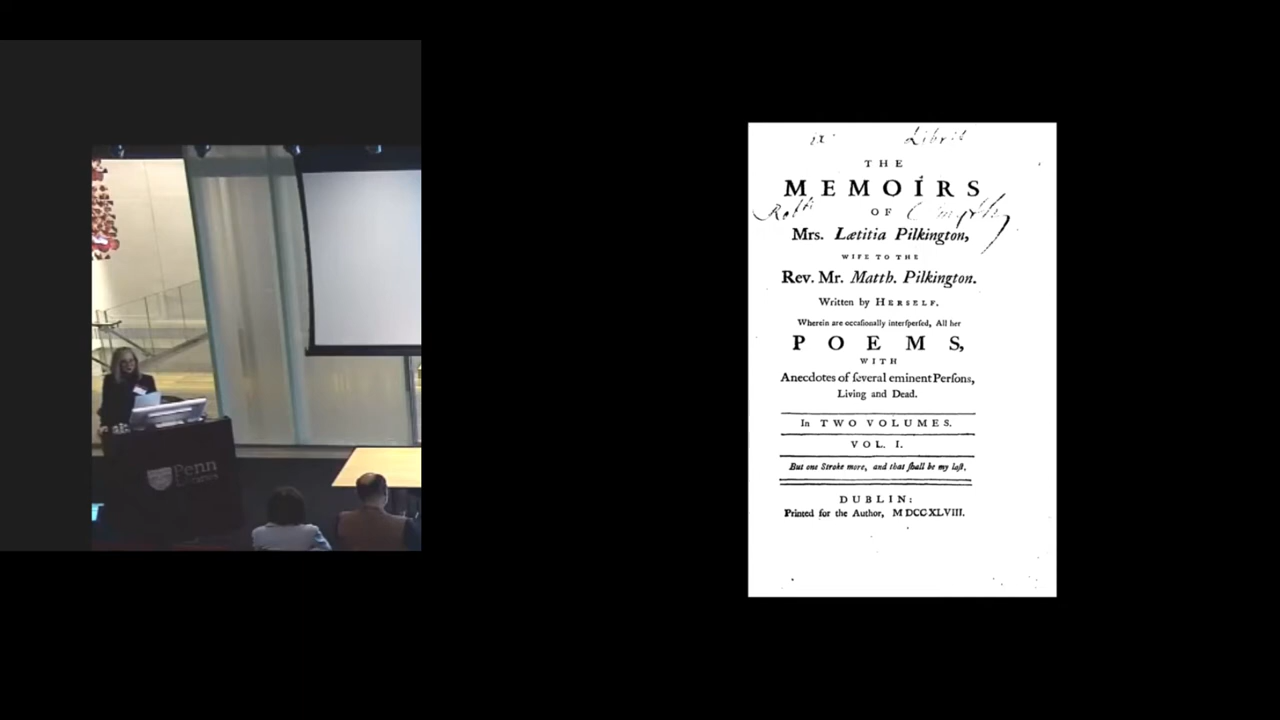 Penn
Libraries
Libris
THE
MEMOIRS
OF
Mrs. Lætitia Pilkington,
WIFE TO THE
Rev. Mr. Matth. Pilkington.
Written by HERSELF.
Wherein are occaſionally interſperſed, All her
POEMS,
WITH
Anecdotes of ſeveral eminent Perſons,
Living and Dead.
In TWO VOLUMES.
VOL. I.
But one Stroke more, and that ſhall be my laſt.
DUBLIN:
Printed for the Author, MDCCXLVIII.